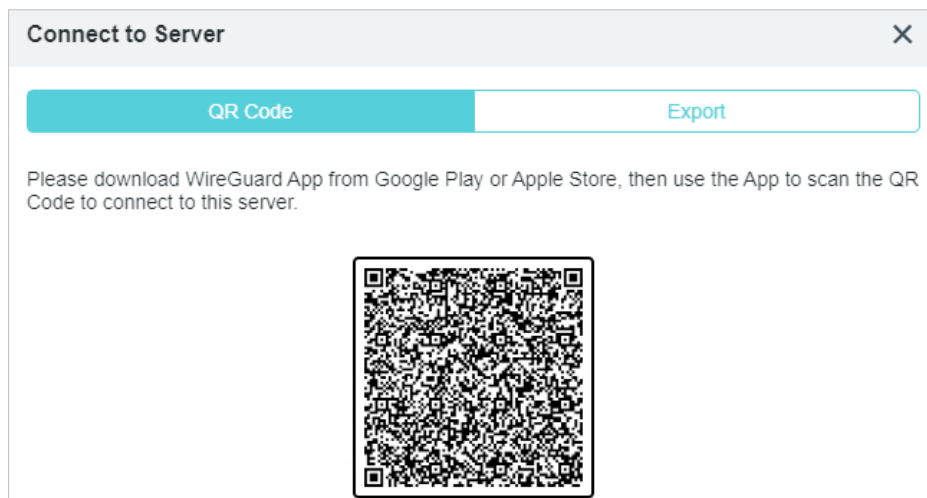 Connect to Server
QR Code
Export
Please download WireGuard App from Google Play or Apple Store, then use the App to scan the QR
Code to connect to this server.